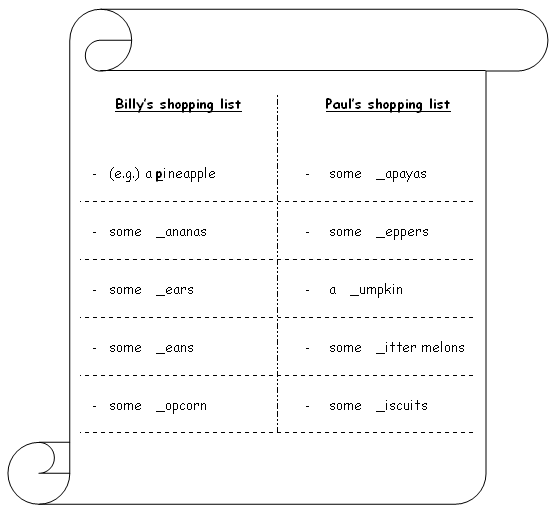 Billy's shopping list    Paul's shopping list
- (e.g.) a pineapple    - some _apayas
- some _ananas    - some _eppers
- some _ears    - a _umpkin
- some _eans    - some _itter melons
- some _opcorn    - some _iscuits